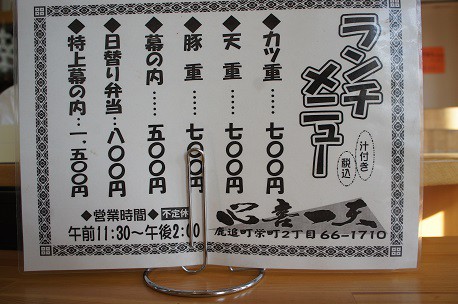 ランチメニュー
汁付き
税込
◆カツ重……七〇〇円
◆天重……七〇〇円
◆豚重……七〇〇円
◆幕の内……五〇〇円
◆日替り弁当…八〇〇円
◆特上幕の内…一、五〇〇円
◆営業時間◆ 不定休
午前11:30～午後2:00
心喜一天
鹿追町栄町2丁目 66-1710